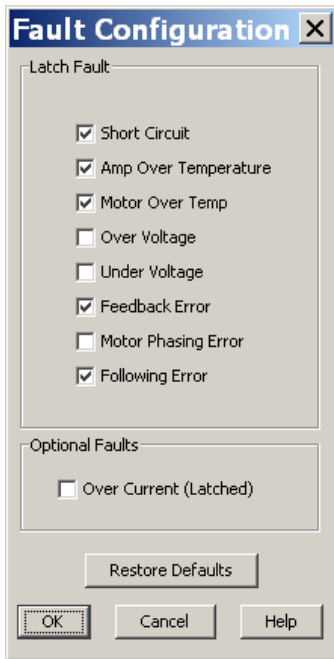 Fault Configuration
Latch Fault
Short Circuit
Amp Over Temperature
Motor Over Temp
Over Voltage
Under Voltage
Feedback Error
Motor Phasing Error
Following Error
Optional Faults
Over Current (Latched)
Restore Defaults
OK Cancel Help